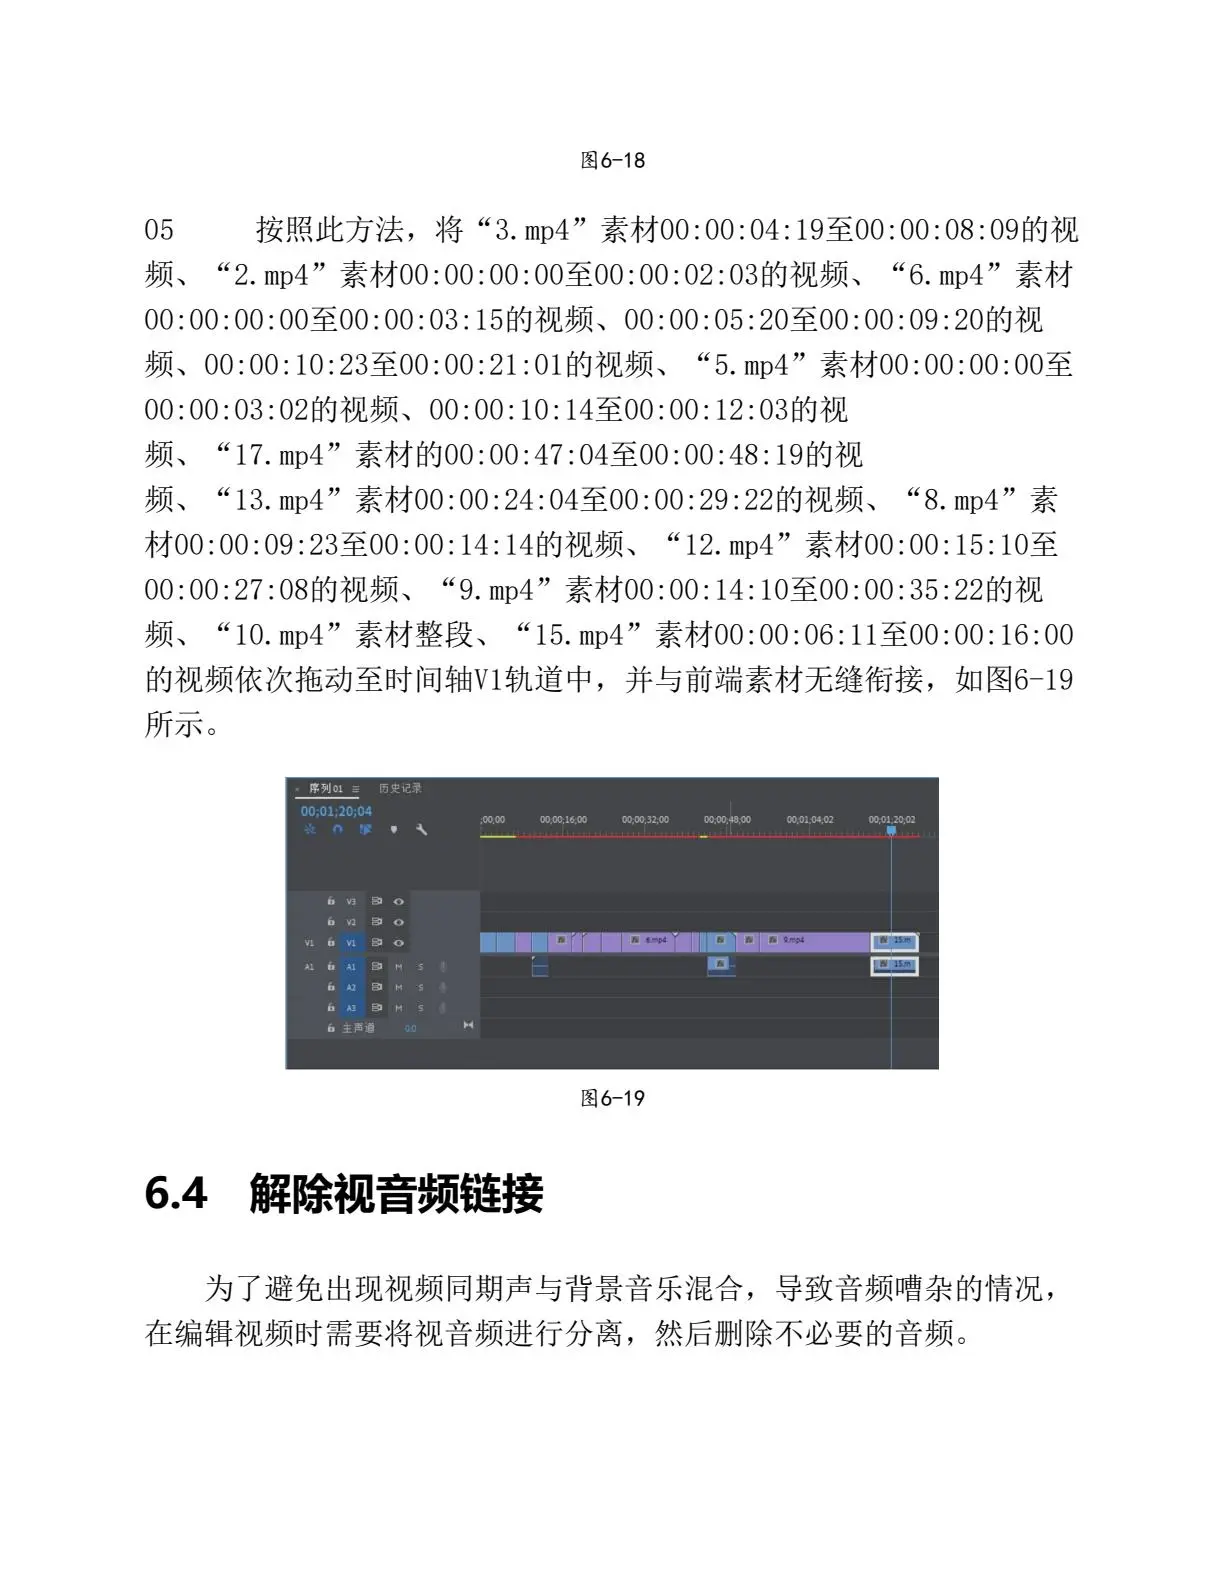 图6-18
05 按照此方法，将“3.mp4”素材00:00:04:19至00:00:08:09的视
频、“2.mp4”素材00:00:00:00至00:00:02:03的视频、“6.mp4”素材
00:00:00:00至00:00:03:15的视频、00:00:05:20至00:00:09:20的视
频、00:00:10:23至00:00:21:01的视频、“5.mp4”素材00:00:00:00至
00:00:03:02的视频、00:00:10:14至00:00:12:03的视
频、“17.mp4”素材的00:00:47:04至00:00:48:19的视
频、“13.mp4”素材00:00:24:04至00:00:29:22的视频、“8.mp4”素
材00:00:09:23至00:00:14:14的视频、“12.mp4”素材00:00:15:10至
00:00:27:08的视频、“9.mp4”素材00:00:14:10至00:00:35:22的视
频、“10.mp4”素材整段、“15.mp4”素材00:00:06:11至00:00:16:00
的视频依次拖动至时间轴V1轨道中，并与前端素材无缝衔接，如图6-19
所示。
× 序列01 ≡ 历史记录
00;01;20;04
;00;00 00;00;16;00 00;00;32;00 00;00;48;00 00;01;04;02 00;01;20;02
V3
V2
V1 V1 fx fx 6.mp4 fx fx fx 9.mp4 fx 15.m
A1 A1 M S fx fx 15.m
A2 M S
A3 M S
主声道 0.0
图6-19
6.4 解除视音频链接
为了避免出现视频同期声与背景音乐混合，导致音频嘈杂的情况，
在编辑视频时需要将视音频进行分离，然后删除不必要的音频。